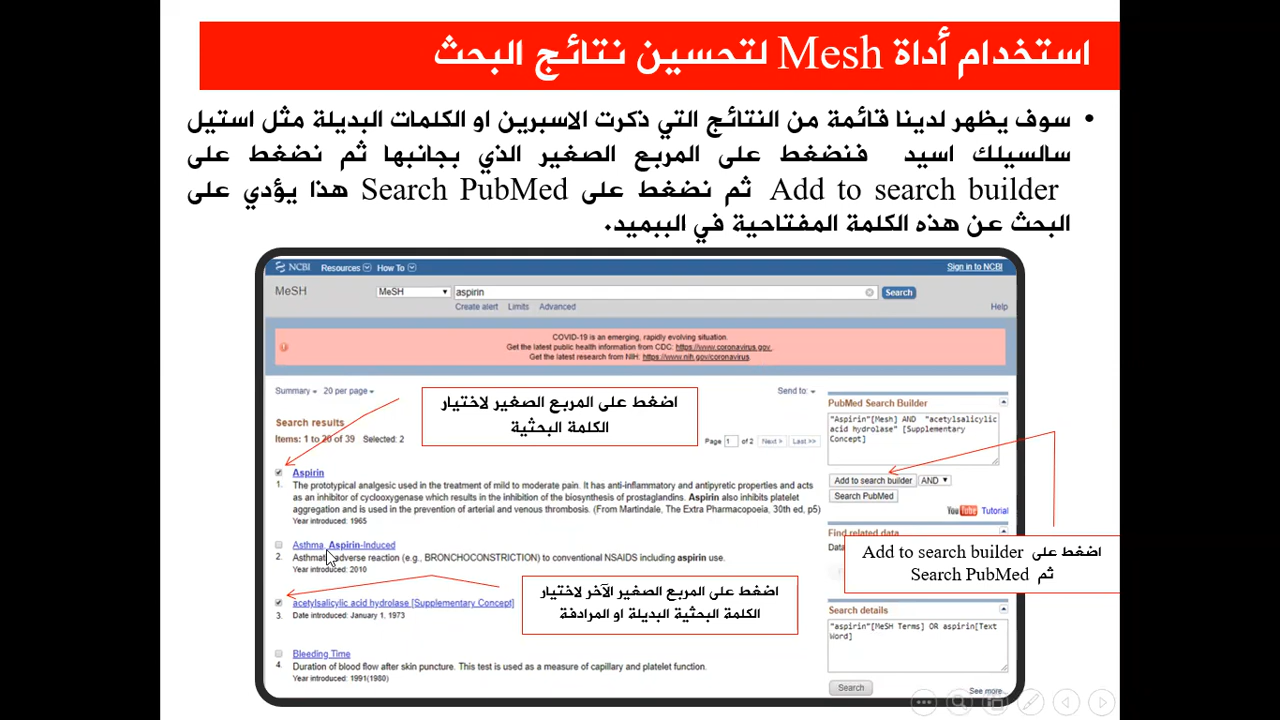 استخدام أداة Mesh لتحسين نتائج البحث
• سوف يظهر لدينا قائمة من النتائج التي ذكرت الاسبرين او الكلمات البديلة مثل استيل
سالسيلك اسيد فنضغط على المربع الصغير الذي بجانبها ثم نضغط على
Add to search builder ثم نضغط على Search PubMed هذا يؤدي على
البحث عن هذه الكلمة المفتاحية في الببميد.
NCBI Resources How To Sign in to NCBI
MeSH MeSH aspirin Search
Create alert Limits Advanced Help
COVID-19 is an emerging, rapidly evolving situation.
Get the latest public health information from CDC: https://www.coronavirus.gov.
Get the latest research from NIH: https://www.nih.gov/coronavirus.
Summary 20 per page Send to:
اضغط على المربع الصغير لاختيار
الكلمة البحثية
Search results
Items: 1 to 20 of 39 Selected: 2
Page 1 of 2 Next > Last >>
Aspirin
1. The prototypical analgesic used in the treatment of mild to moderate pain. It has anti-inflammatory and antipyretic properties and acts
as an inhibitor of cyclooxygenase which results in the inhibition of the biosynthesis of prostaglandins. Aspirin also inhibits platelet
aggregation and is used in the prevention of arterial and venous thrombosis. (From Martindale, The Extra Pharmacopoeia, 30th ed, p5)
Year introduced: 1965
Asthma, Aspirin-Induced
2. Asthmatic adverse reaction (e.g., BRONCHOCONSTRICTION) to conventional NSAIDS including aspirin use.
Year introduced: 2010
acetylsalicylic acid hydrolase [Supplementary Concept]
3. Date introduced: January 1, 1973
اضغط على المربع الصغير الآخر لاختيار
الكلمة البحثية البديلة او المرادفة
Bleeding Time
4. Duration of blood flow after skin puncture. This test is used as a measure of capillary and platelet function.
Year introduced: 1991(1980)
PubMed Search Builder
"Aspirin"[Mesh] AND "acetylsalicylic
acid hydrolase" [Supplementary
Concept]
Add to search builder AND
Search PubMed
YouTube Tutorial
Find related data
اضغط على Add to search builder
ثم Search PubMed
Search details
"aspirin"[MeSH Terms] OR aspirin[Text
Word]
Search See more...